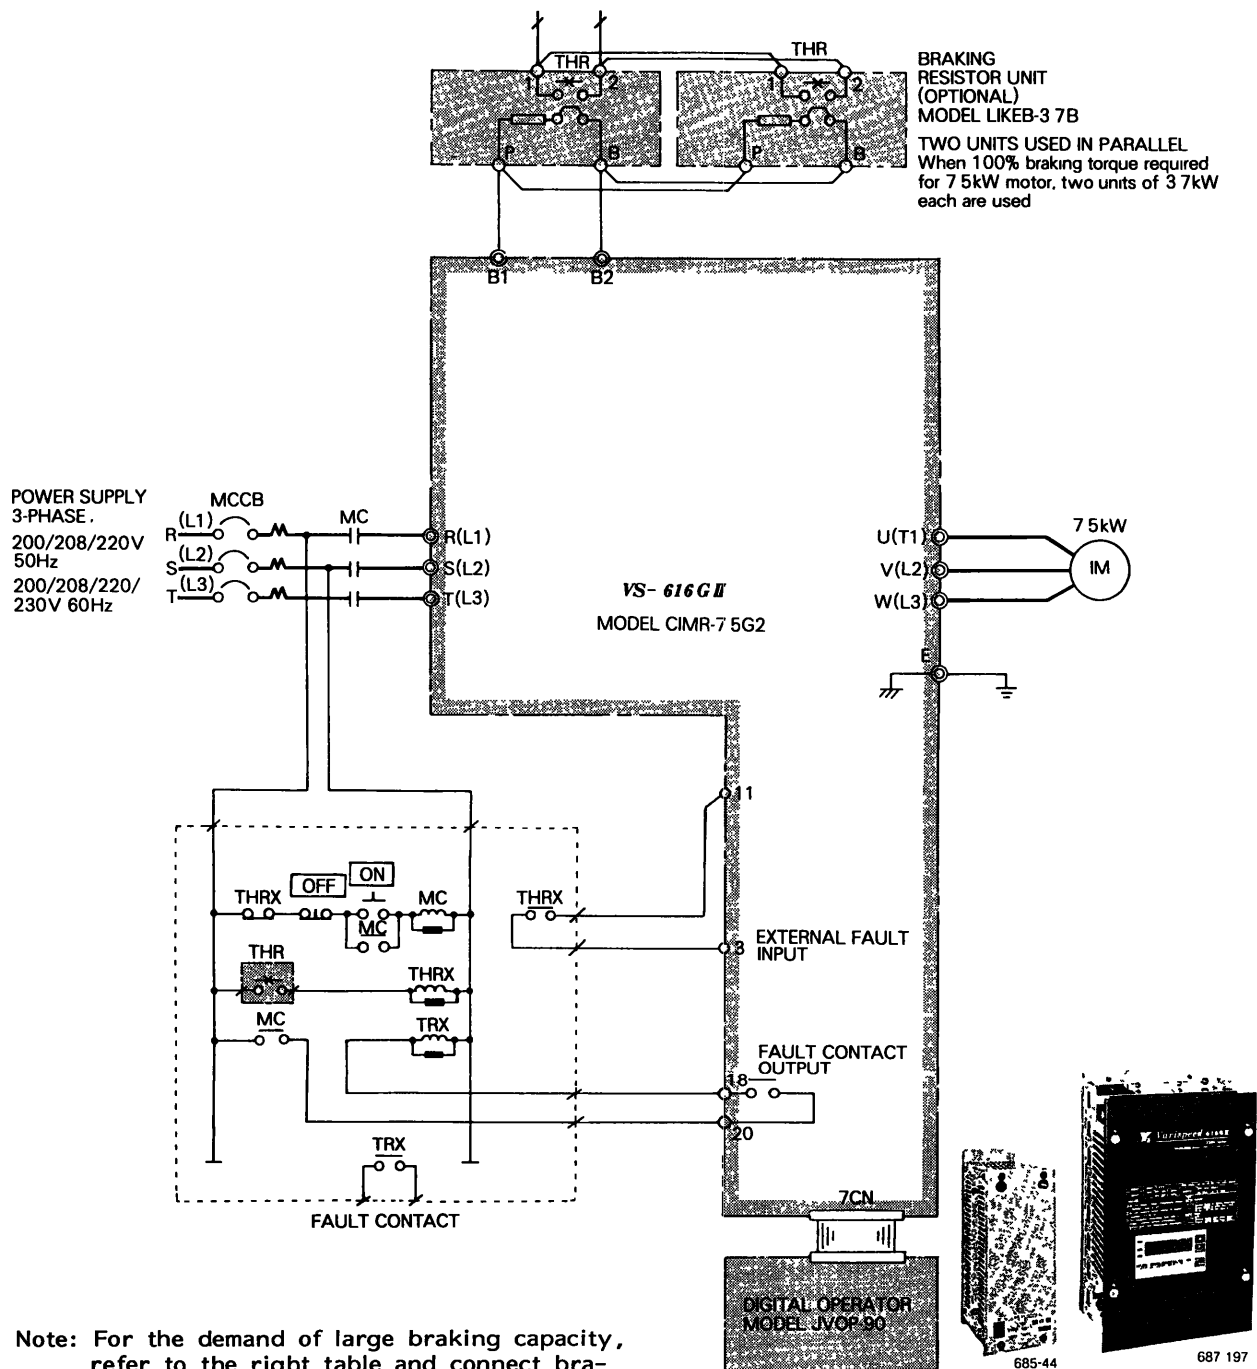 THR
THR
1
2
1
2
P
B
P
B
BRAKING
RESISTOR UNIT
(OPTIONAL)
MODEL LIKEB-3 7B
TWO UNITS USED IN PARALLEL
When 100% braking torque required
for 7 5kW motor, two units of 3 7kW
each are used
B1
B2
POWER SUPPLY
3-PHASE,
200/208/220V
50Hz
200/208/220/
230V 60Hz
MCCB
MC
R (L1)
S (L2)
T (L3)
R(L1)
S(L2)
T(L3)
VS-616GII
MODEL CIMR-7 5G2
U(T1)
V(L2)
W(L3)
7 5kW
IM
E
11
THRX
OFF
ON
MC
MC
THRX
THR
THRX
MC
TRX
3
EXTERNAL FAULT
INPUT
FAULT CONTACT
OUTPUT
18
20
TRX
FAULT CONTACT
7CN
DIGITAL OPERATOR
MODEL JVOP-90
Varispeed 616GII
685-44
687 197
Note: For the demand of large braking capacity,
refer to the right table and connect bra-